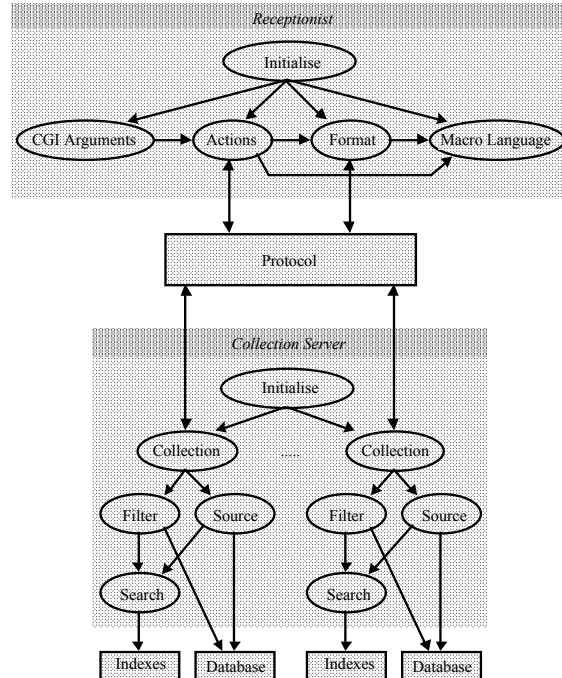 Receptionist
Initialise
CGI Arguments
Actions
Format
Macro Language
Protocol
Collection Server
Initialise
Collection
.....
Collection
Filter
Source
Filter
Source
Search
Search
Indexes
Database
Indexes
Database